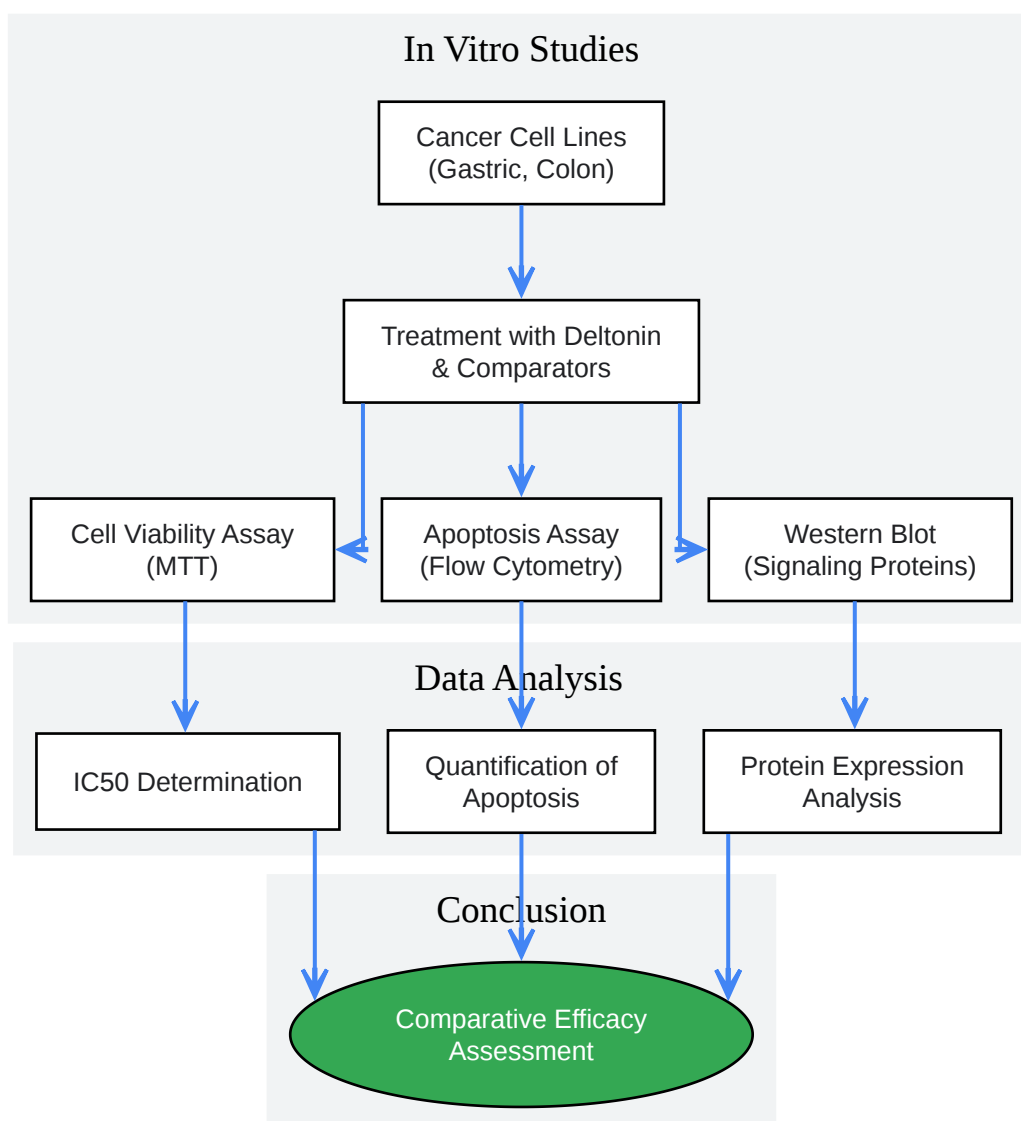 In Vitro Studies
Cancer Cell Lines
(Gastric, Colon)
Treatment with Deltonin
& Comparators
Cell Viability Assay
(MTT)
Apoptosis Assay
(Flow Cytometry)
Western Blot
(Signaling Proteins)
Data Analysis
IC50 Determination
Quantification of
Apoptosis
Protein Expression
Analysis
Conclusion
Comparative Efficacy
Assessment